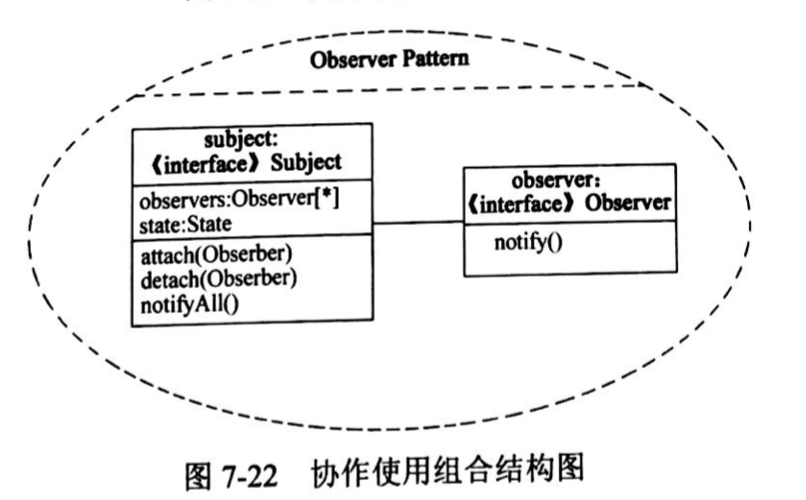 Observer Pattern
subject:
《interface》 Subject
observers:Observer[*]
state:State
attach(Obserber)
detach(Obserber)
notifyAll()
observer:
《interface》 Observer
notify()
图 7-22 协作使用组合结构图